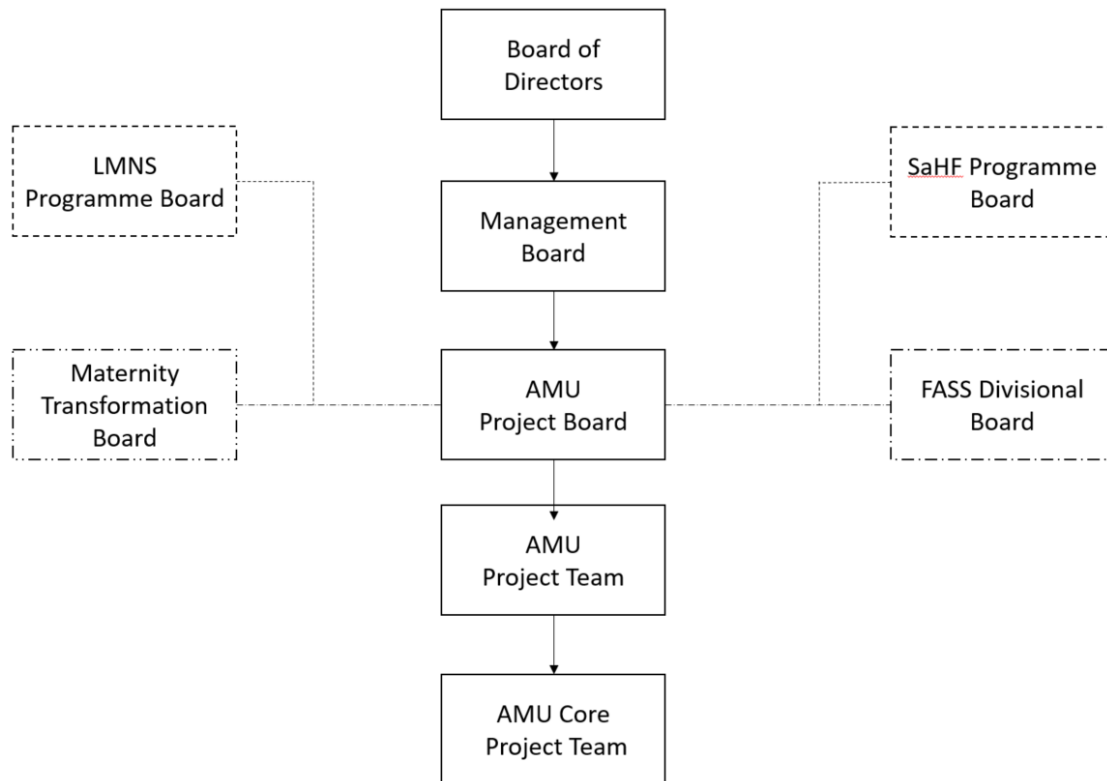 Board of
Directors
LMNS
Programme Board
SaHF Programme
Board
Management
Board
Maternity
Transformation
Board
AMU
Project Board
FASS Divisional
Board
AMU
Project Team
AMU Core
Project Team